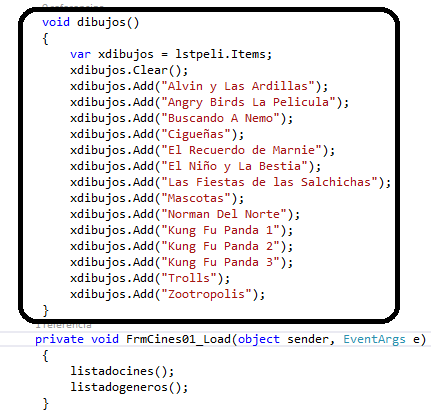 void dibujos()
{
var xdibujos = lstpeli.Items;
xdibujos.Clear();
xdibujos.Add("Alvin y Las Ardillas");
xdibujos.Add("Angry Birds La Pelicula");
xdibujos.Add("Buscando A Nemo");
xdibujos.Add("Cigueñas");
xdibujos.Add("El Recuerdo de Marnie");
xdibujos.Add("El Niño y La Bestia");
xdibujos.Add("Las Fiestas de las Salchichas");
xdibujos.Add("Mascotas");
xdibujos.Add("Norman Del Norte");
xdibujos.Add("Kung Fu Panda 1");
xdibujos.Add("Kung Fu Panda 2");
xdibujos.Add("Kung Fu Panda 3");
xdibujos.Add("Trolls");
xdibujos.Add("Zootropolis");
}
1 referencia
private void FrmCines01_Load(object sender, EventArgs e)
{
listadocines();
listadogeneros();
}